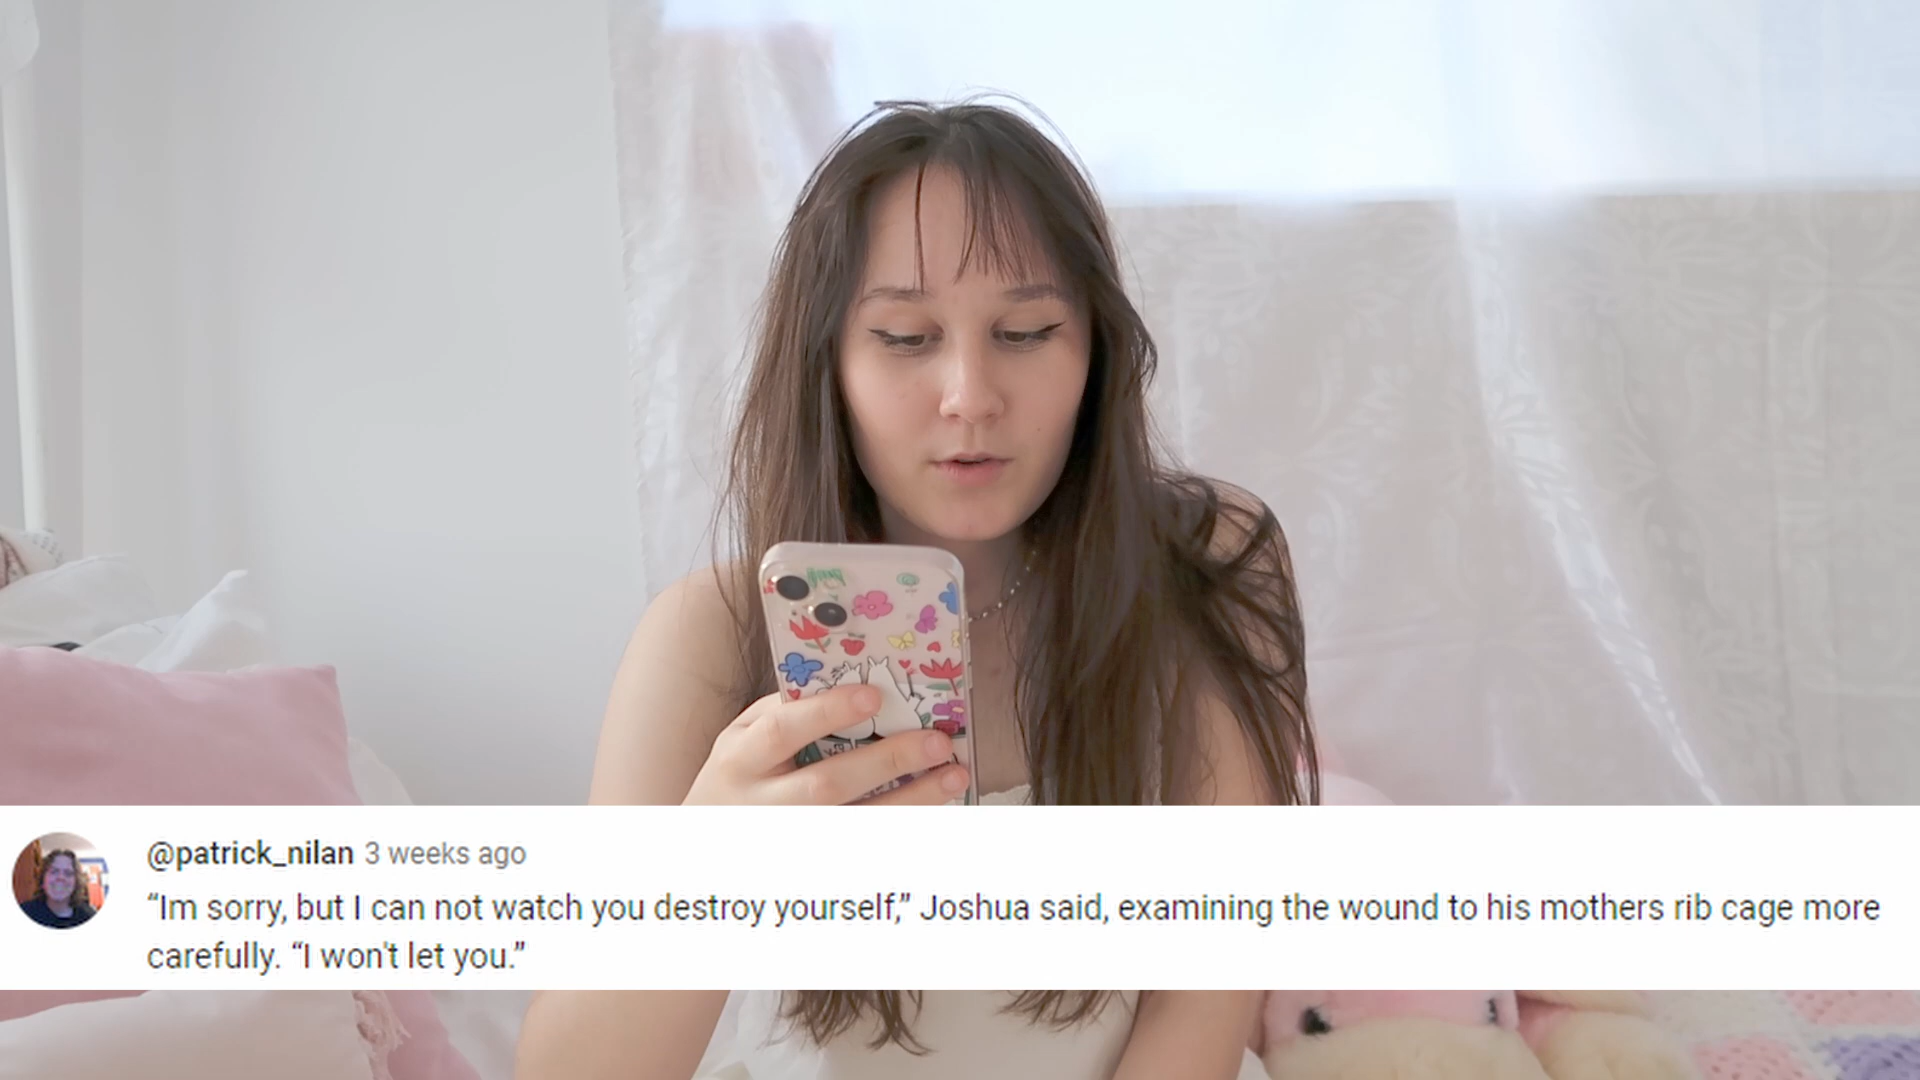 @patrick_nilan 3 weeks ago
“Im sorry, but I can not watch you destroy yourself,” Joshua said, examining the wound to his mothers rib cage more
carefully. “I won't let you.”